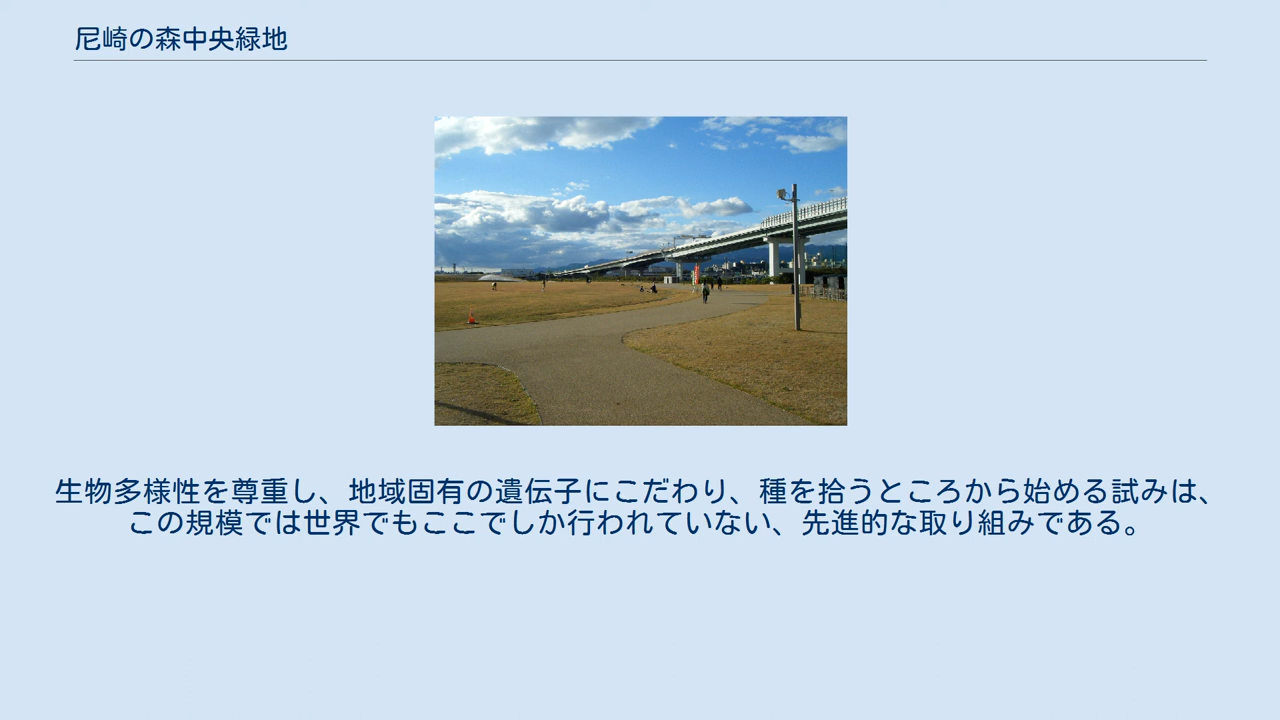 尼崎の森中央緑地
生物多様性を尊重し、地域固有の遺伝子にこだわり、種を拾うところから始める試みは、
この規模では世界でもここでしか行われていない、先進的な取り組みである。